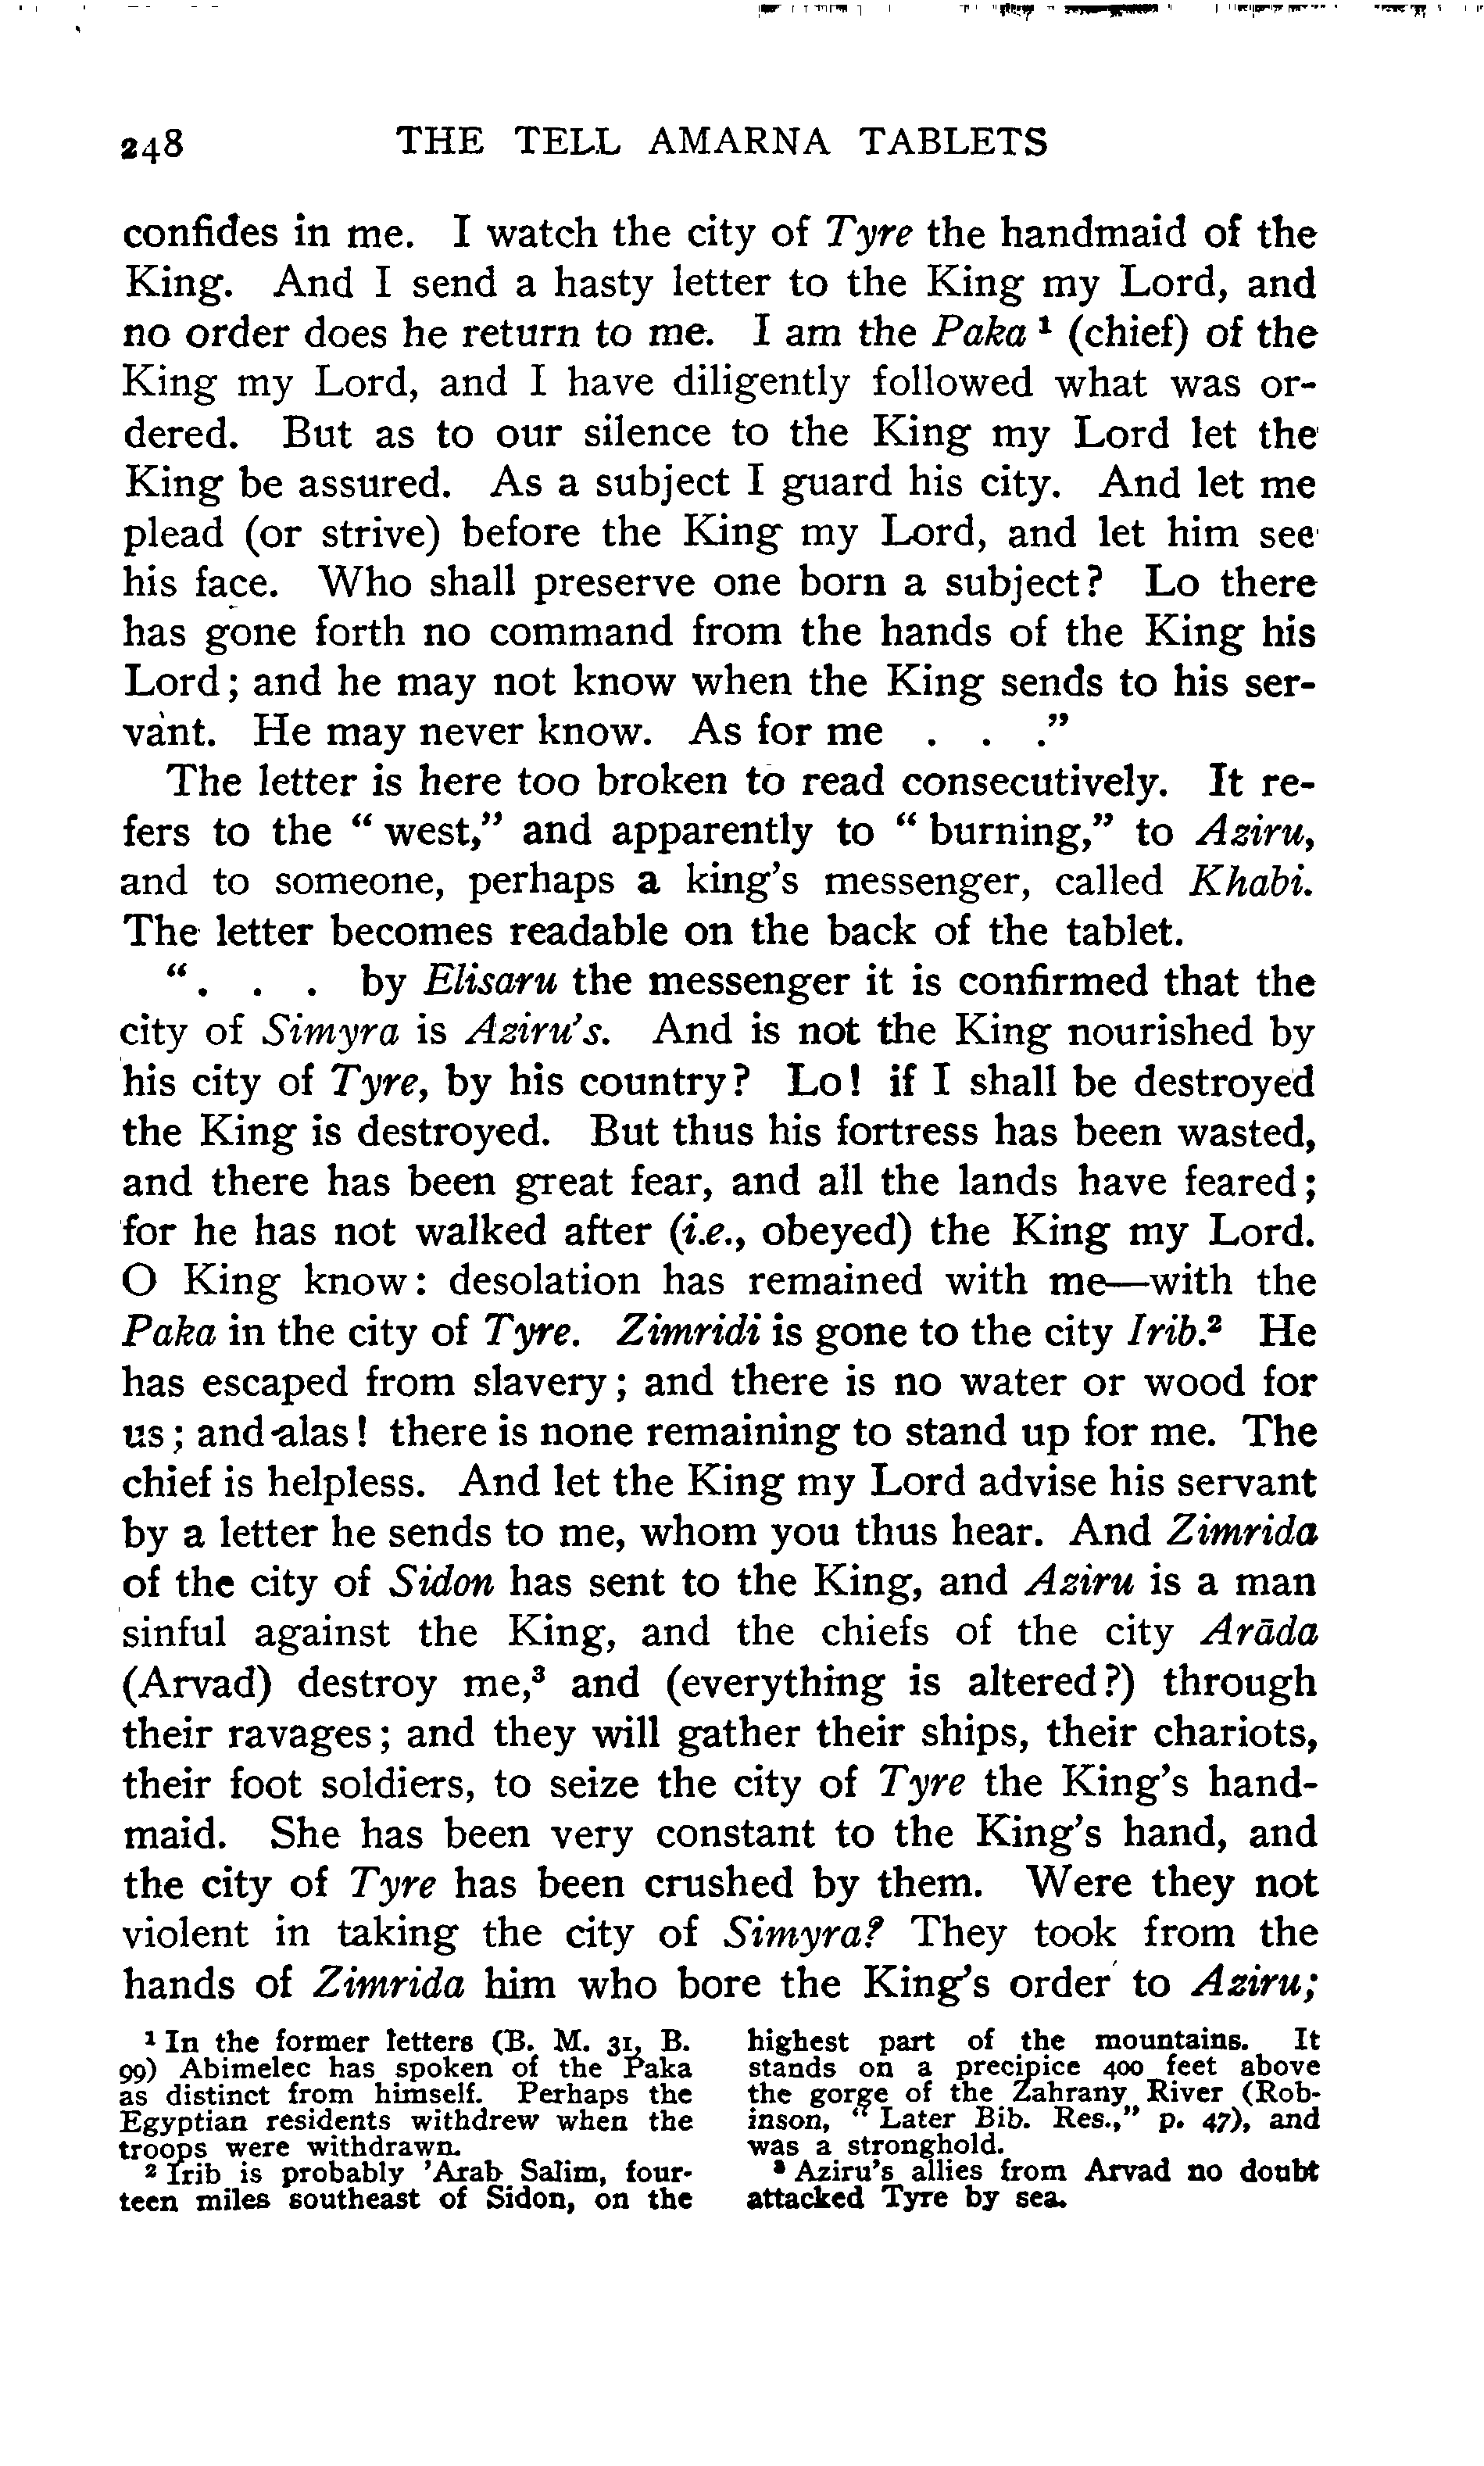 248 THE TELL AMARNA TABLETS
confides in me. I watch the city of Tyre the handmaid of the
King. And I send a hasty letter to the King my Lord, and
no order does he return to me. I am the Paka ¹ (chief) of the
King my Lord, and I have diligently followed what was or-
dered. But as to our silence to the King my Lord let the
King be assured. As a subject I guard his city. And let me
plead (or strive) before the King my Lord, and let him see
his face. Who shall preserve one born a subject? Lo there
has gone forth no command from the hands of the King his
Lord; and he may not know when the King sends to his ser-
vant. He may never know. As for me . . ."
The letter is here too broken to read consecutively. It re-
fers to the "west," and apparently to "burning," to Aziru,
and to someone, perhaps a king's messenger, called Khabi.
The letter becomes readable on the back of the tablet.
". . . by Elisaru the messenger it is confirmed that the
city of Simyra is Aziru's. And is not the King nourished by
his city of Tyre, by his country? Lo! if I shall be destroyed
the King is destroyed. But thus his fortress has been wasted,
and there has been great fear, and all the lands have feared;
for he has not walked after (i.e., obeyed) the King my Lord.
O King know: desolation has remained with me—with the
Paka in the city of Tyre. Zimridi is gone to the city Irib.² He
has escaped from slavery; and there is no water or wood for
us; and alas! there is none remaining to stand up for me. The
chief is helpless. And let the King my Lord advise his servant
by a letter he sends to me, whom you thus hear. And Zimrida
of the city of Sidon has sent to the King, and Aziru is a man
sinful against the King, and the chiefs of the city Arāda
(Arvad) destroy me,³ and (everything is altered?) through
their ravages; and they will gather their ships, their chariots,
their foot soldiers, to seize the city of Tyre the King's hand-
maid. She has been very constant to the King's hand, and
the city of Tyre has been crushed by them. Were they not
violent in taking the city of Simyra? They took from the
hands of Zimrida him who bore the King's order to Aziru;
¹ In the former letters (B. M. 31, B.
99) Abimelec has spoken of the Paka
as distinct from himself. Perhaps the
Egyptian residents withdrew when the
troops were withdrawn.
² Irib is probably 'Arab Salim, four-
teen miles southeast of Sidon, on the
highest part of the mountains. It
stands on a precipice 400 feet above
the gorge of the Zahrany River (Rob-
inson, "Later Bib. Res.," p. 47), and
was a stronghold.
³ Aziru's allies from Arvad no doubt
attacked Tyre by sea.